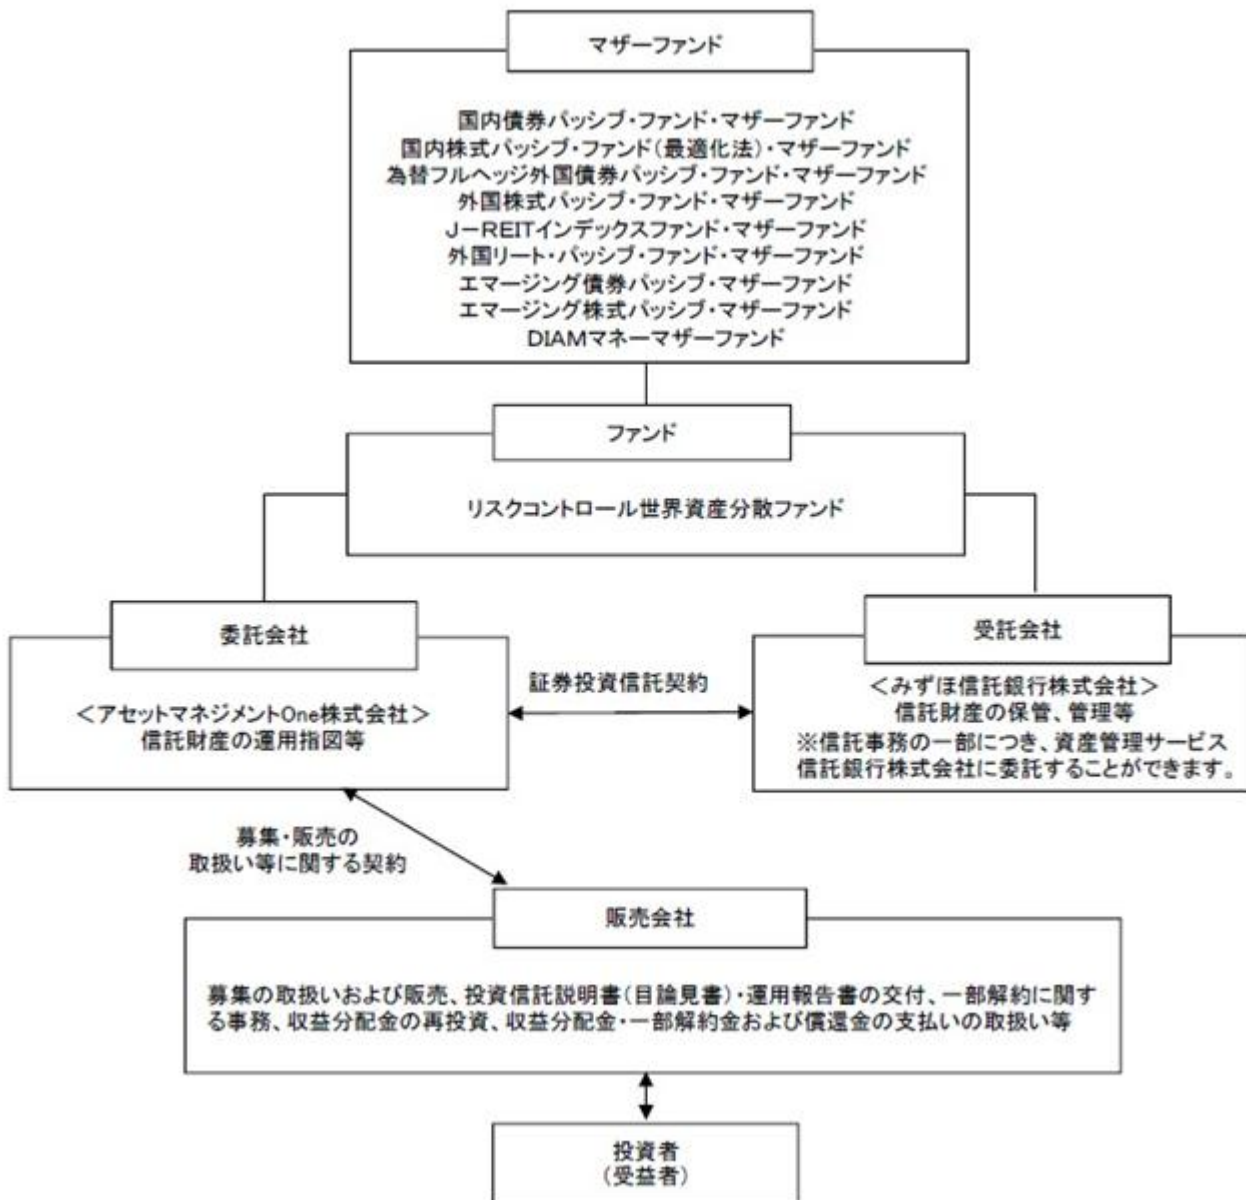 マザーファンド
国内債券パッシブ・ファンド・マザーファンド
国内株式パッシブ・ファンド(最適化法)・マザーファンド
為替フルヘッジ外国債券パッシブ・ファンド・マザーファンド
外国株式パッシブ・ファンド・マザーファンド
J-REITインデックスファンド・マザーファンド
外国リート・パッシブ・ファンド・マザーファンド
エマージング債券パッシブ・マザーファンド
エマージング株式パッシブ・マザーファンド
DIAMマネーマザーファンド
ファンド
リスクコントロール世界資産分散ファンド
委託会社
<アセットマネジメントOne株式会社>
信託財産の運用指図等
証券投資信託契約
受託会社
<みずほ信託銀行株式会社>
信託財産の保管、管理等
※信託事務の一部につき、資産管理サービス
信託銀行株式会社に委託することができます。
募集・販売の
取扱い等に関する契約
販売会社
募集の取扱いおよび販売、投資信託説明書(目論見書)・運用報告書の交付、一部解約に関す
る事務、収益分配金の再投資、収益分配金・一部解約金および償還金の支払いの取扱い等
投資者
(受益者)